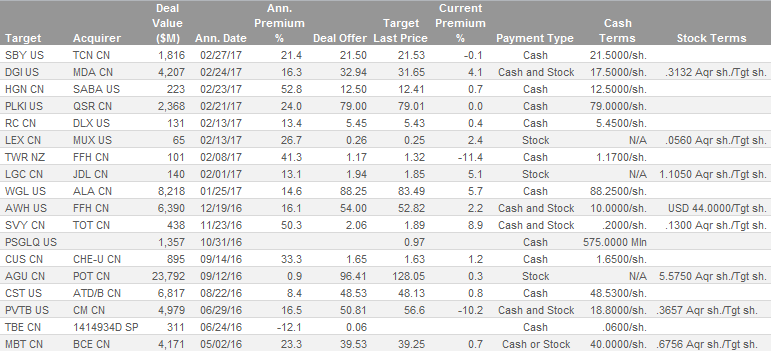 Deal Ann. Target Current
Value Premium Premium Cash
Target Acquirer ($M) Ann. Date % Deal Offer Last Price % Payment Type Terms Stock Terms
SBY US TCN CN 1,816 02/27/17 21.4 21.50 21.53 -0.1 Cash 21.5000/sh.
DGI US MDA CN 4,207 02/24/17 16.3 32.94 31.65 4.1 Cash and Stock 17.5000/sh. .3132 Aqr sh./Tgt sh.
HGN CN SABA US 223 02/23/17 52.8 12.50 12.41 0.7 Cash 12.5000/sh.
PLKI US QSR CN 2,368 02/21/17 24.0 79.00 79.01 0.0 Cash 79.0000/sh.
RC CN DLX US 131 02/13/17 13.4 5.45 5.43 0.4 Cash 5.4500/sh.
LEX CN MUX US 65 02/13/17 26.7 0.26 0.25 2.4 Stock N/A .0560 Aqr sh./Tgt sh.
TWR NZ FFH CN 101 02/08/17 41.3 1.17 1.32 -11.4 Cash 1.1700/sh.
LGC CN JDL CN 140 02/01/17 13.1 1.94 1.85 5.1 Stock N/A 1.1050 Aqr sh./Tgt sh.
WGL US ALA CN 8,218 01/25/17 14.6 88.25 83.49 5.7 Cash 88.2500/sh.
AWH US FFH CN 6,390 12/19/16 16.1 54.00 52.82 2.2 Cash and Stock 10.0000/sh. USD 44.0000/Tgt sh.
SVY CN TOT CN 438 11/23/16 50.3 2.06 1.89 8.9 Cash and Stock .2000/sh. .1300 Aqr sh./Tgt sh.
PSGLQ US 1,357 10/31/16 0.97 Cash 575.0000 Mln
CUS CN CHE-U CN 895 09/14/16 33.3 1.65 1.63 1.2 Cash 1.6500/sh.
AGU CN POT CN 23,792 09/12/16 0.9 96.41 128.05 0.3 Stock N/A 5.5750 Aqr sh./Tgt sh.
CST US ATD/B CN 6,817 08/22/16 8.4 48.53 48.13 0.8 Cash 48.5300/sh.
PVTB US CM CN 4,979 06/29/16 16.5 50.81 56.6 -10.2 Cash and Stock 18.8000/sh. .3657 Aqr sh./Tgt sh.
TBE CN 1414934D SP 311 06/24/16 -12.1 0.06 Cash .0600/sh.
MBT CN BCE CN 4,171 05/02/16 23.3 39.53 39.25 0.7 Cash or Stock 40.0000/sh. .6756 Aqr sh./Tgt sh.